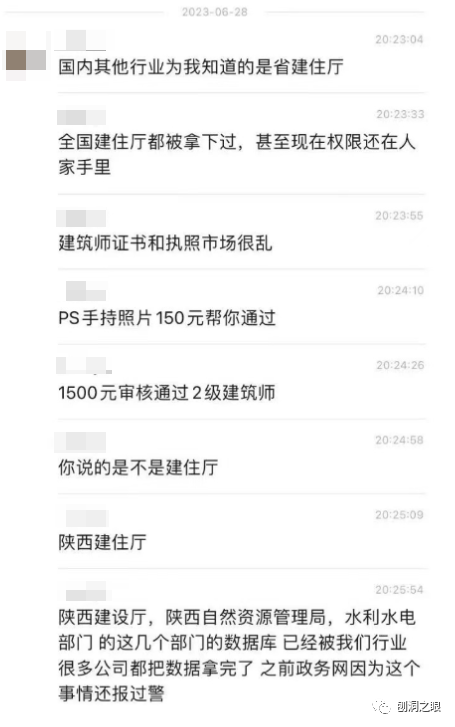 2023-06-28
20:23:04
国内其他行业为我知道的是省建住厅
20:23:33
全国建住厅都被拿下过，甚至现在权限还在人
家手里
20:23:55
建筑师证书和执照市场很乱
20:24:10
PS手持照片150元帮你通过
20:24:26
1500元审核通过2级建筑师
20:24:58
你说的是不是建住厅
20:25:09
陕西建住厅
20:25:54
陕西建设厅，陕西自然资源管理局，水利水电
部门 的这几个部门的数据库 已经被我们行业
很多公司都把数据拿完了 之前政务网因为这个
事情还报过警
刨洞之眼